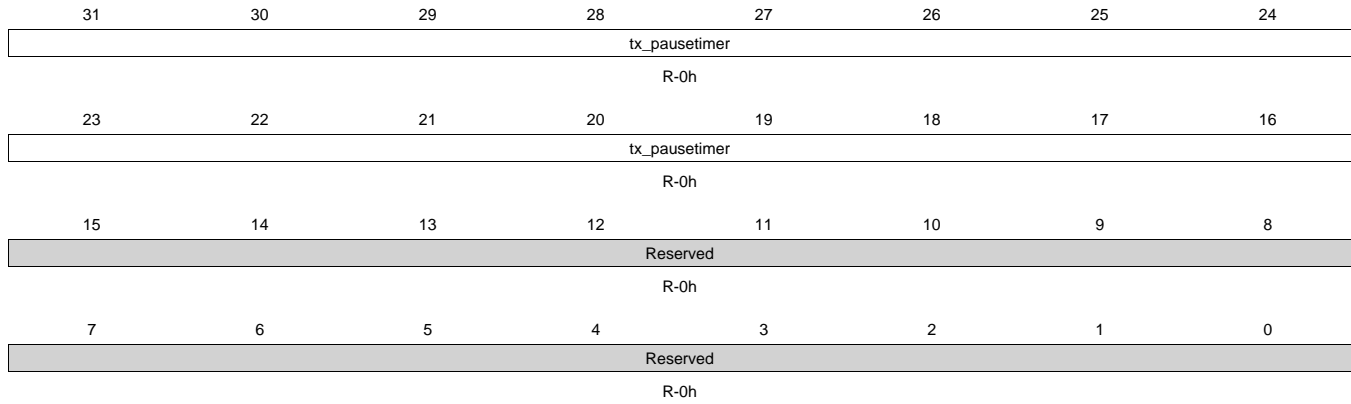 31 30 29 28 27 26 25 24
tx_pausetimer
R-0h
23 22 21 20 19 18 17 16
tx_pausetimer
R-0h
15 14 13 12 11 10 9 8
Reserved
R-0h
7 6 5 4 3 2 1 0
Reserved
R-0h